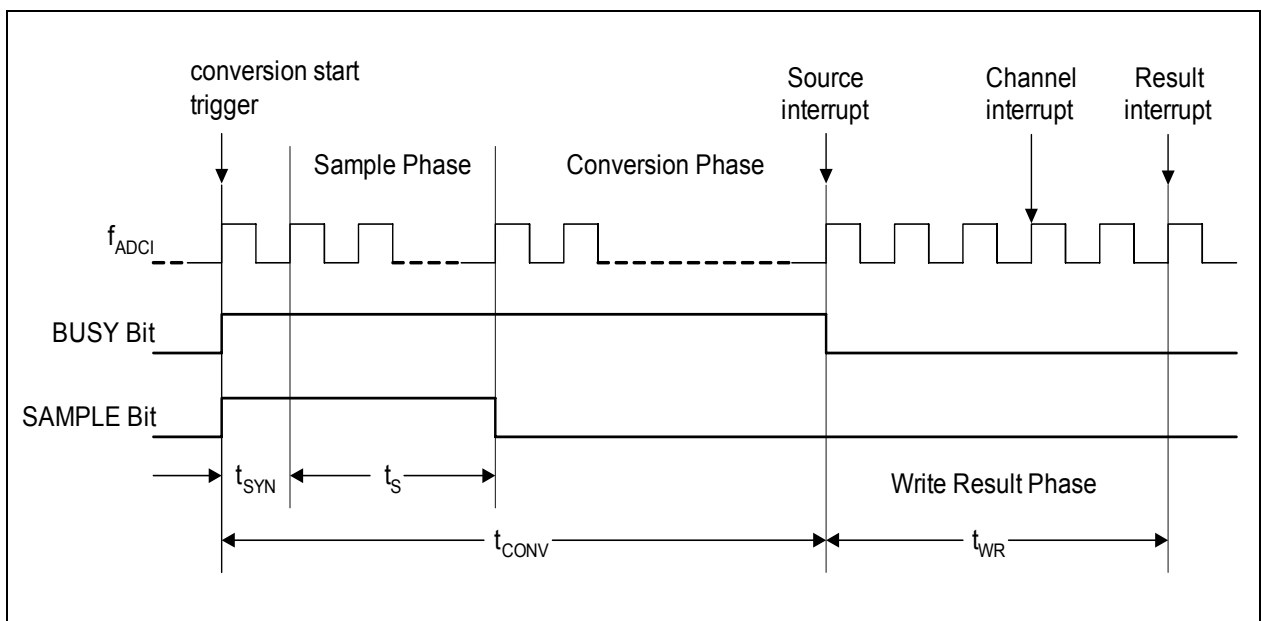 conversion start
trigger
Source
interrupt
Channel
interrupt
Result
interrupt
Sample Phase
Conversion Phase
fADCI
BUSY Bit
SAMPLE Bit
tSYN
tS
Write Result Phase
tCONV
tWR